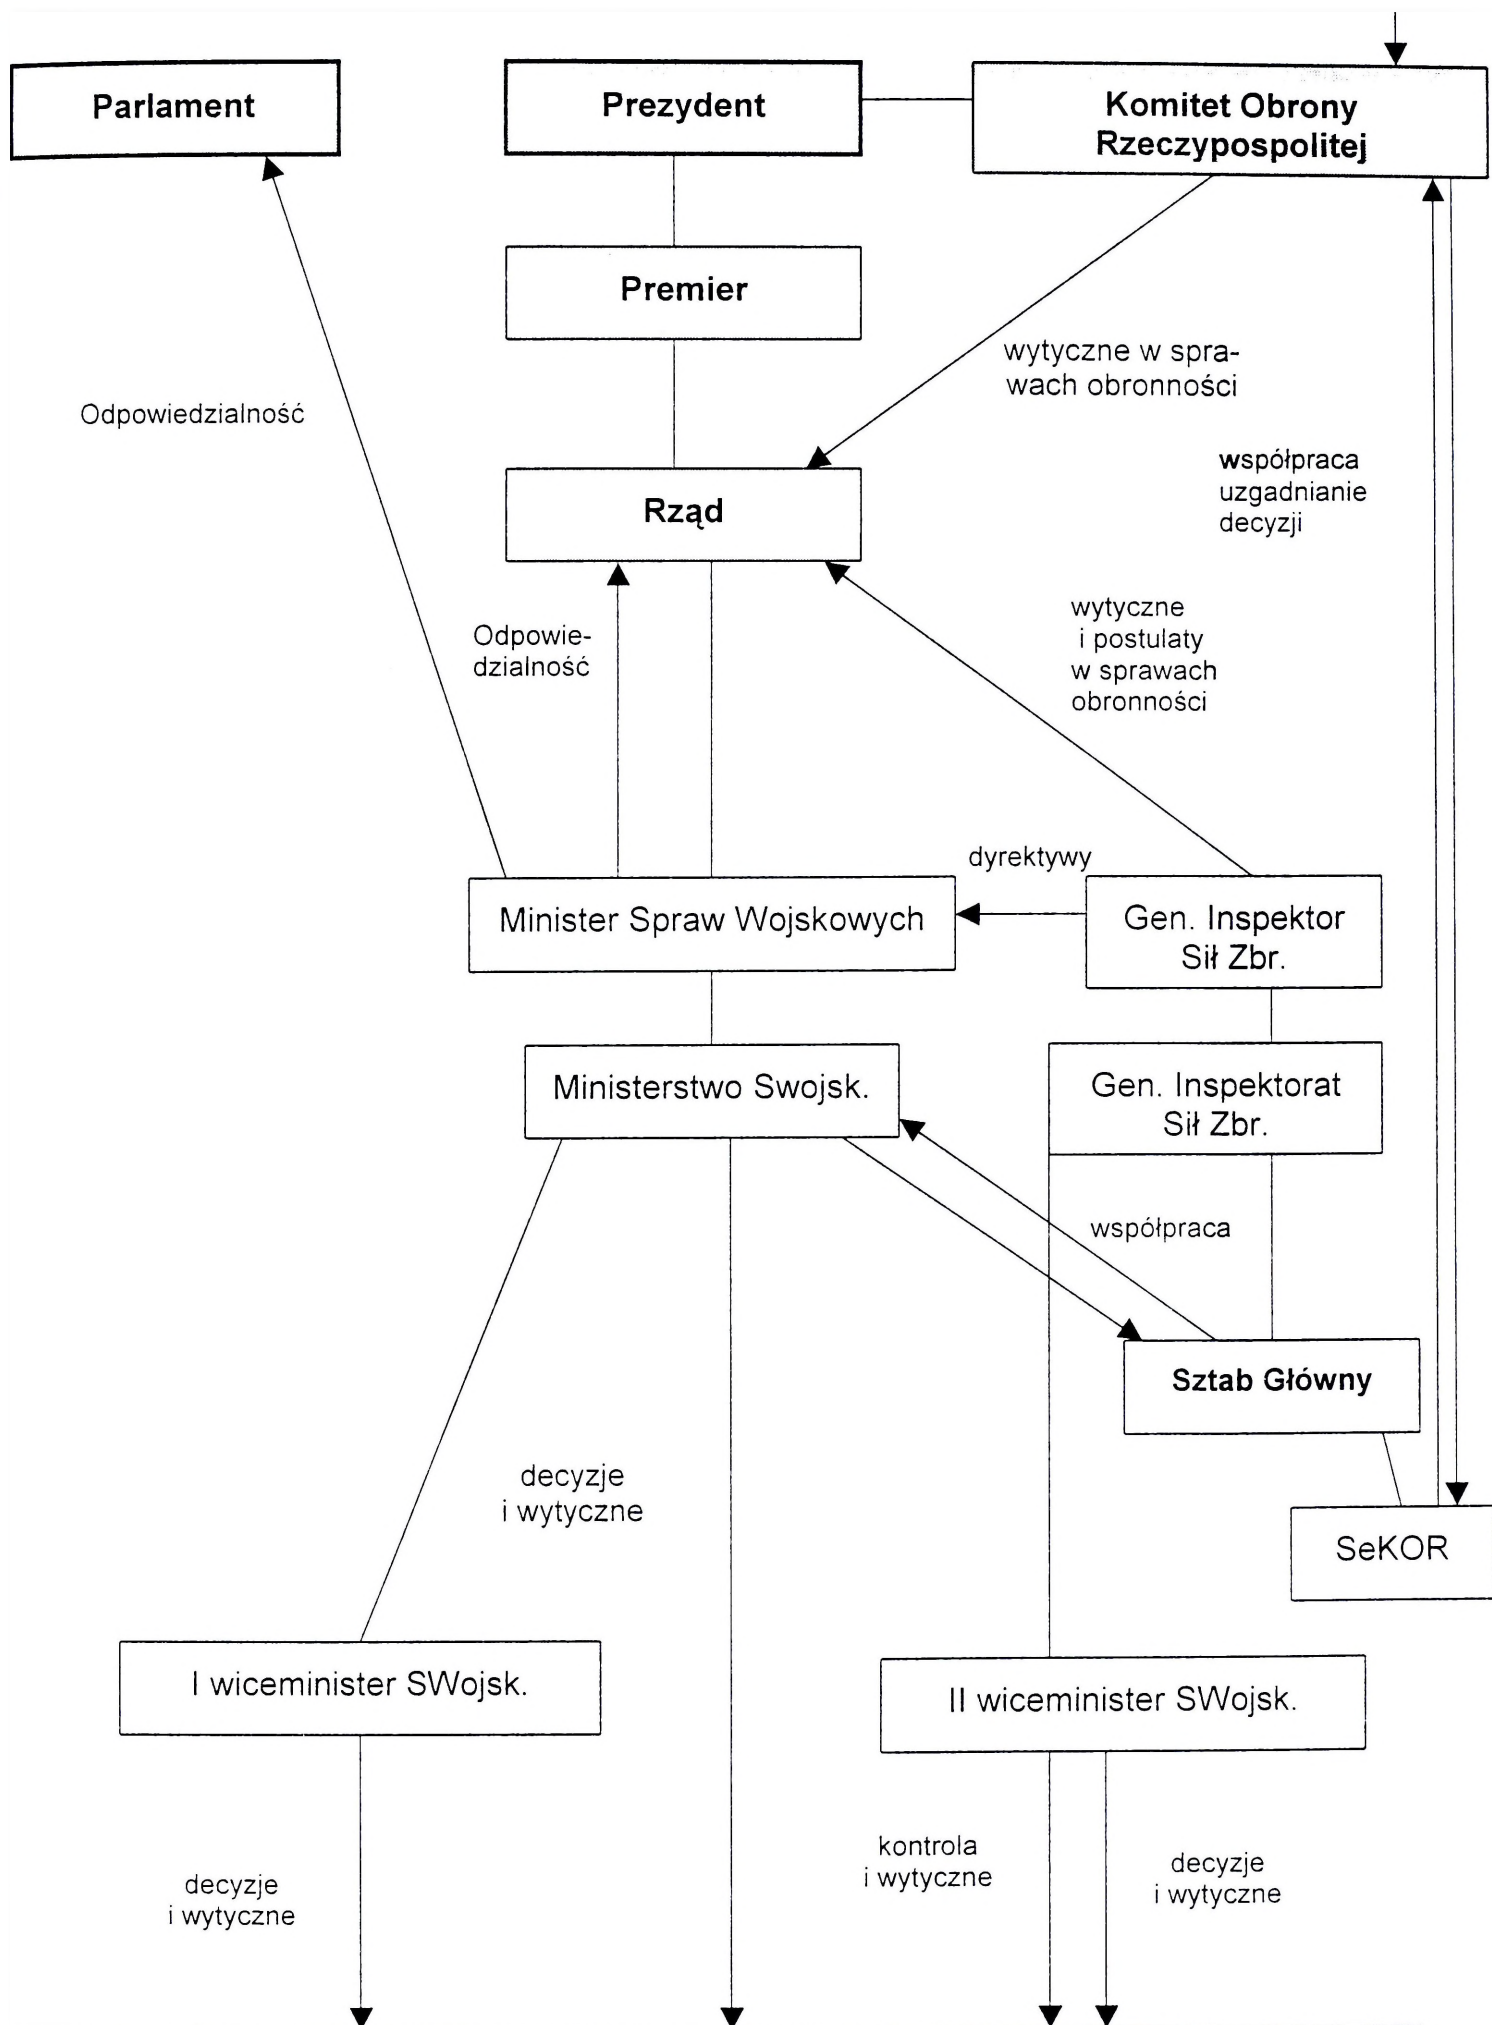 Parlament
Prezydent
Komitet Obrony
Rzeczypospolitej
Premier
wytyczne w spra-
wach obronności
Odpowiedzialność
współpraca
uzgadnianie
decyzji
Rząd
Odpowie-
dzialność
wytyczne
i postulaty
w sprawach
obronności
dyrektywy
Minister Spraw Wojskowych
Gen. Inspektor
Sił Zbr.
Ministerstwo Swojsk.
Gen. Inspektorat
Sił Zbr.
współpraca
Sztab Główny
decyzje
i wytyczne
SeKOR
I wiceminister SWojsk.
II wiceminister SWojsk.
kontrola
i wytyczne
decyzje
i wytyczne
decyzje
i wytyczne